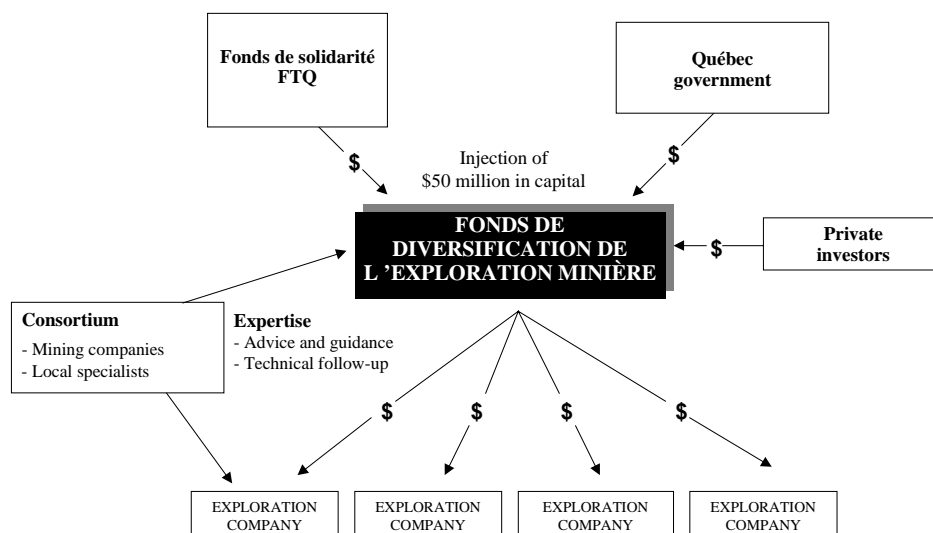 Fonds de solidarité
FTQ
Québec
government
$
Injection of
$50 million in capital
$
FONDS DE
DIVERSIFICATION DE
L ’EXPLORATION MINIÈRE
$
Private
investors
Consortium
- Mining companies
- Local specialists
Expertise
- Advice and guidance
- Technical follow-up
$
$
$
$
EXPLORATION
COMPANY
EXPLORATION
COMPANY
EXPLORATION
COMPANY
EXPLORATION
COMPANY